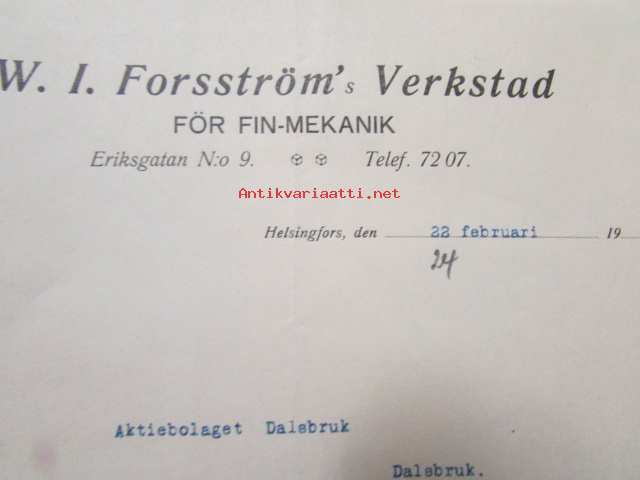 W. I. Forsström's Verkstad
FÖR FIN-MEKANIK
Eriksgatan N:o 9. Telef. 72 07.
Antikvariaatti.net
Helsingfors, den 22 februari 19
24
Aktiebolaget Dalsbruk
Dalsbruk.